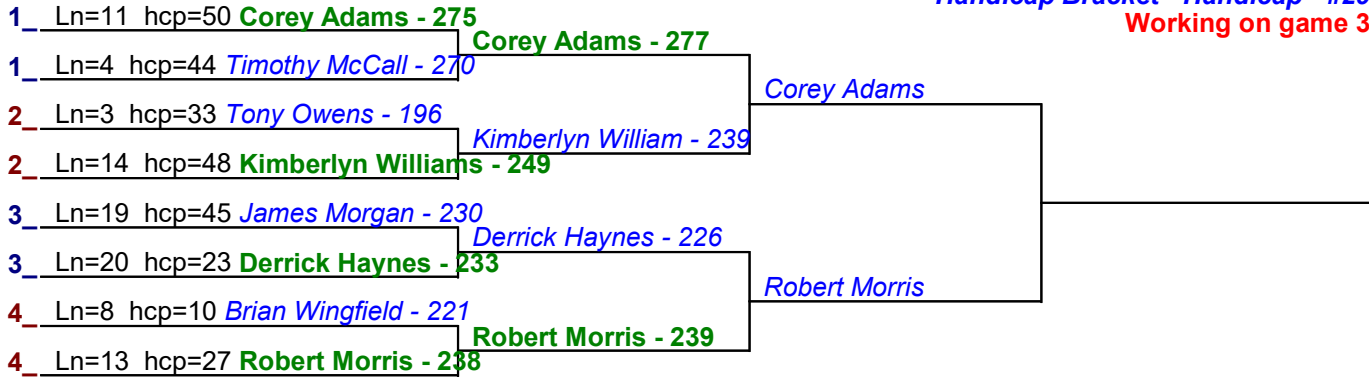 Handicap Bracket
Working on game 3
1_ Ln=11 hcp=50 Corey Adams - 275
Corey Adams - 277
1_ Ln=4 hcp=44 Timothy McCall - 270
Corey Adams
2_ Ln=3 hcp=33 Tony Owens - 196
Kimberlyn William - 239
2_ Ln=14 hcp=48 Kimberlyn Williams - 249
3_ Ln=19 hcp=45 James Morgan - 230
Derrick Haynes - 226
3_ Ln=20 hcp=23 Derrick Haynes - 233
Robert Morris
4_ Ln=8 hcp=10 Brian Wingfield - 221
Robert Morris - 239
4_ Ln=13 hcp=27 Robert Morris - 238